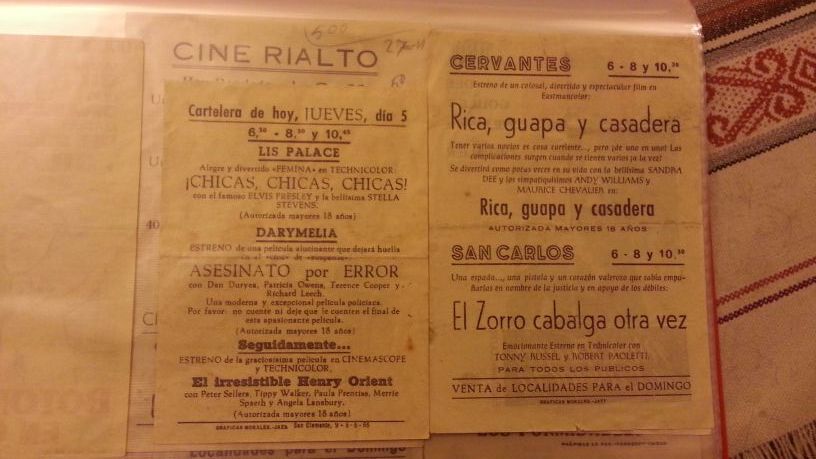 500
CINE RIALTO
Cartelera de hoy, JUEVES, día 5
6,30 - 8,30 y 10,45
LIS PALACE
Alegre y divertido «FEMINA» en TECHNICOLOR:
¡CHICAS, CHICAS, CHICAS!
con el famoso ELVIS PRESLEY y la bellísima STELLA
STEVENS.
(Autorizada mayores 18 años)
DARYMELIA
ESTRENO de una película alucinante que dejará huella
en el «cine» de «suspense»
ASESINATO por ERROR
con Dan Duryea, Patricia Owens, Terence Cooper y
Richard Leech.
Una moderna y excepcional película policiaca.
Por favor: no cuente ni deje que le cuenten el final de
esta apasionante película.
(Autorizada mayores 18 años)
Seguidamente...
ESTRENO de la graciosísima película en CINEMASCOPE
y TECHNICOLOR.
El irresistible Henry Orient
con Peter Sellers, Tippy Walker, Paula Prentiss, Merrie
Spaeth y Angela Lansbury.
(Autorizada mayores 18 años)
GRAFICAS MORALES.-JAEN
Localidades para el Domingo
CERVANTES 6 - 8 y 10,30
Estreno de un colosal, divertido y espectacular film en
Eastmancolor:
Rica, guapa y casadera
Tener varios novios es cosa corriente..., pero ¡de uno en uno! Las
complicaciones surgen cuando se tienen varios ¡a la vez!
Se divertirá como pocas veces en su vida con la bellísima SANDRA
DEE y los simpatiquísimos ANDY WILLIAMS y
MAURICE CHEVALIER en:
Rica, guapa y casadera
AUTORIZADA MAYORES 18 AÑOS
SAN CARLOS 6 - 8 y 10,30
Una espada..., una pistola y un corazón valeroso que sabía empu-
ñarlas en nombre de la justicia y en apoyo de los débiles:
El Zorro cabalga otra vez
Emocionante Estreno en Technicolor con
TONNY RUSSEL y ROBERT PAOLETTI.
PARA TODOS LOS PUBLICOS
VENTA de LOCALIDADES PARA el DOMINGO
GRAFICAS MORALES.-JAEN